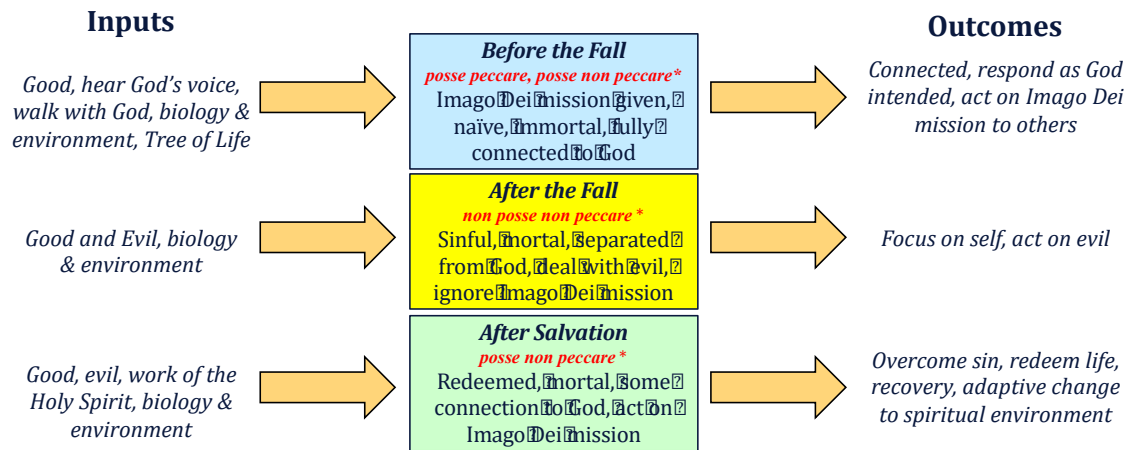 Inputs
Outcomes
Good, hear God's voice,
walk with God, biology &
environment, Tree of Life
Before the Fall
posse peccare, posse non peccare*
Imago Dei mission given,
naïve, immortal, fully
connected to God
Connected, respond as God
intended, act on Imago Dei
mission to others
Good and Evil, biology
& environment
After the Fall
non posse non peccare *
Sinful, mortal, separated
from God, deal with evil,
ignore Imago Dei mission
Focus on self, act on evil
Good, evil, work of the
Holy Spirit, biology &
environment
After Salvation
posse non peccare *
Redeemed, mortal, some
connection to God, act on
Imago Dei mission
Overcome sin, redeem life,
recovery, adaptive change
to spiritual environment